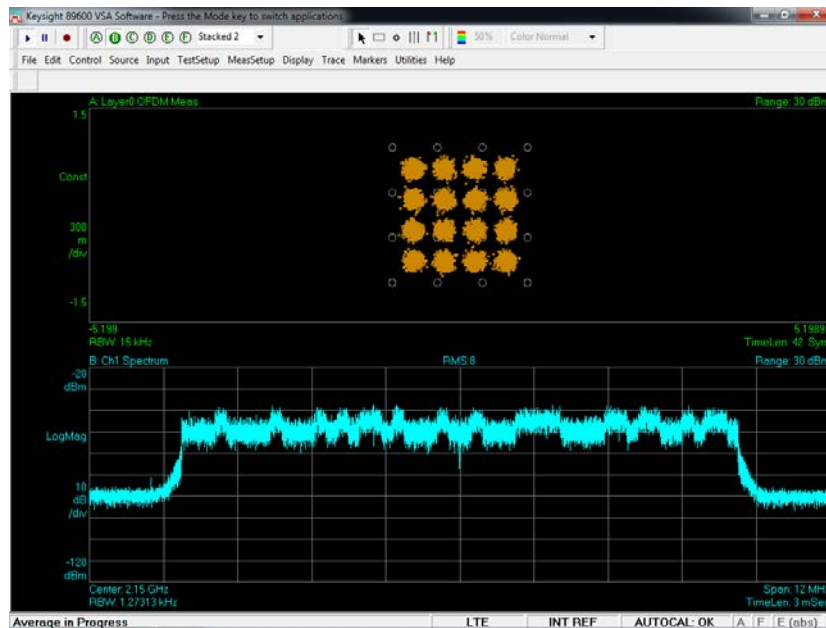 Keysight 89600 VSA Software - Press the Mode key to switch applications
A B C D E F Stacked 2 50% Color Normal
File Edit Control Source Input TestSetup MeasSetup Display Trace Markers Utilities Help
A: Layer0 OFDM Meas Range: 30 dBm
1.5
Const
300
m
/div
-1.5
-5.199 5.1989
RBW: 15 kHz TimeLen: 42 Sym
B: Ch1 Spectrum RMS:8 Range: 30 dBm
-20
dBm
LogMag
10
dB
/div
-120
dBm
Center: 2.15 GHz Span: 12 MH
RBW: 1.27313 kHz TimeLen: 3 mSec
Average in Progress LTE INT REF AUTOCAL: OK A F E (abs)